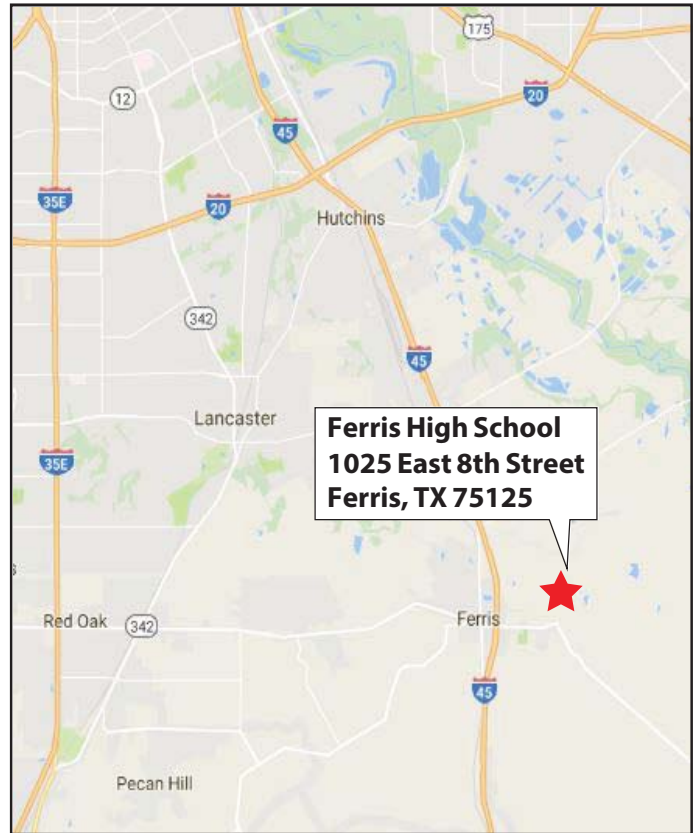 175
12
20
45
35E
20
Hutchins
342
45
Lancaster
Ferris High School
1025 East 8th Street
Ferris, TX 75125
35E
Red Oak
342
Ferris
45
Pecan Hill